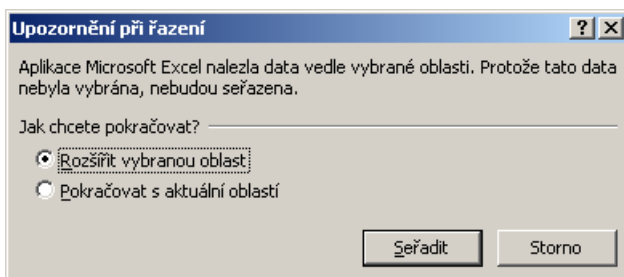 Upozornění při řazení
Aplikace Microsoft Excel nalezla data vedle vybrané oblasti. Protože tato data
nebyla vybrána, nebudou seřazena.
Jak chcete pokračovat?
Rozšířit vybranou oblast
Pokračovat s aktuální oblastí
Seřadit Storno